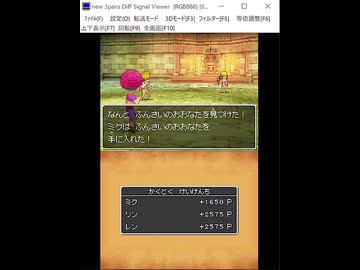 new 3pairs Diff Signal Viewer [RGB888] [6...
ﾌｧｲﾙ(F) 設定(O) 転送モード 3Dモード(F3) フィルター(F5) 等倍調整(F6)
上下表示(F7) 回転(F9) 全画面(F10)
なんと ふんさいのおおなたを見つけた！
ミクは ふんさいのおおなたを
手に入れた！
かくとく けいけんち
ミク +1650 P
リン +2575 P
レン +2575 P